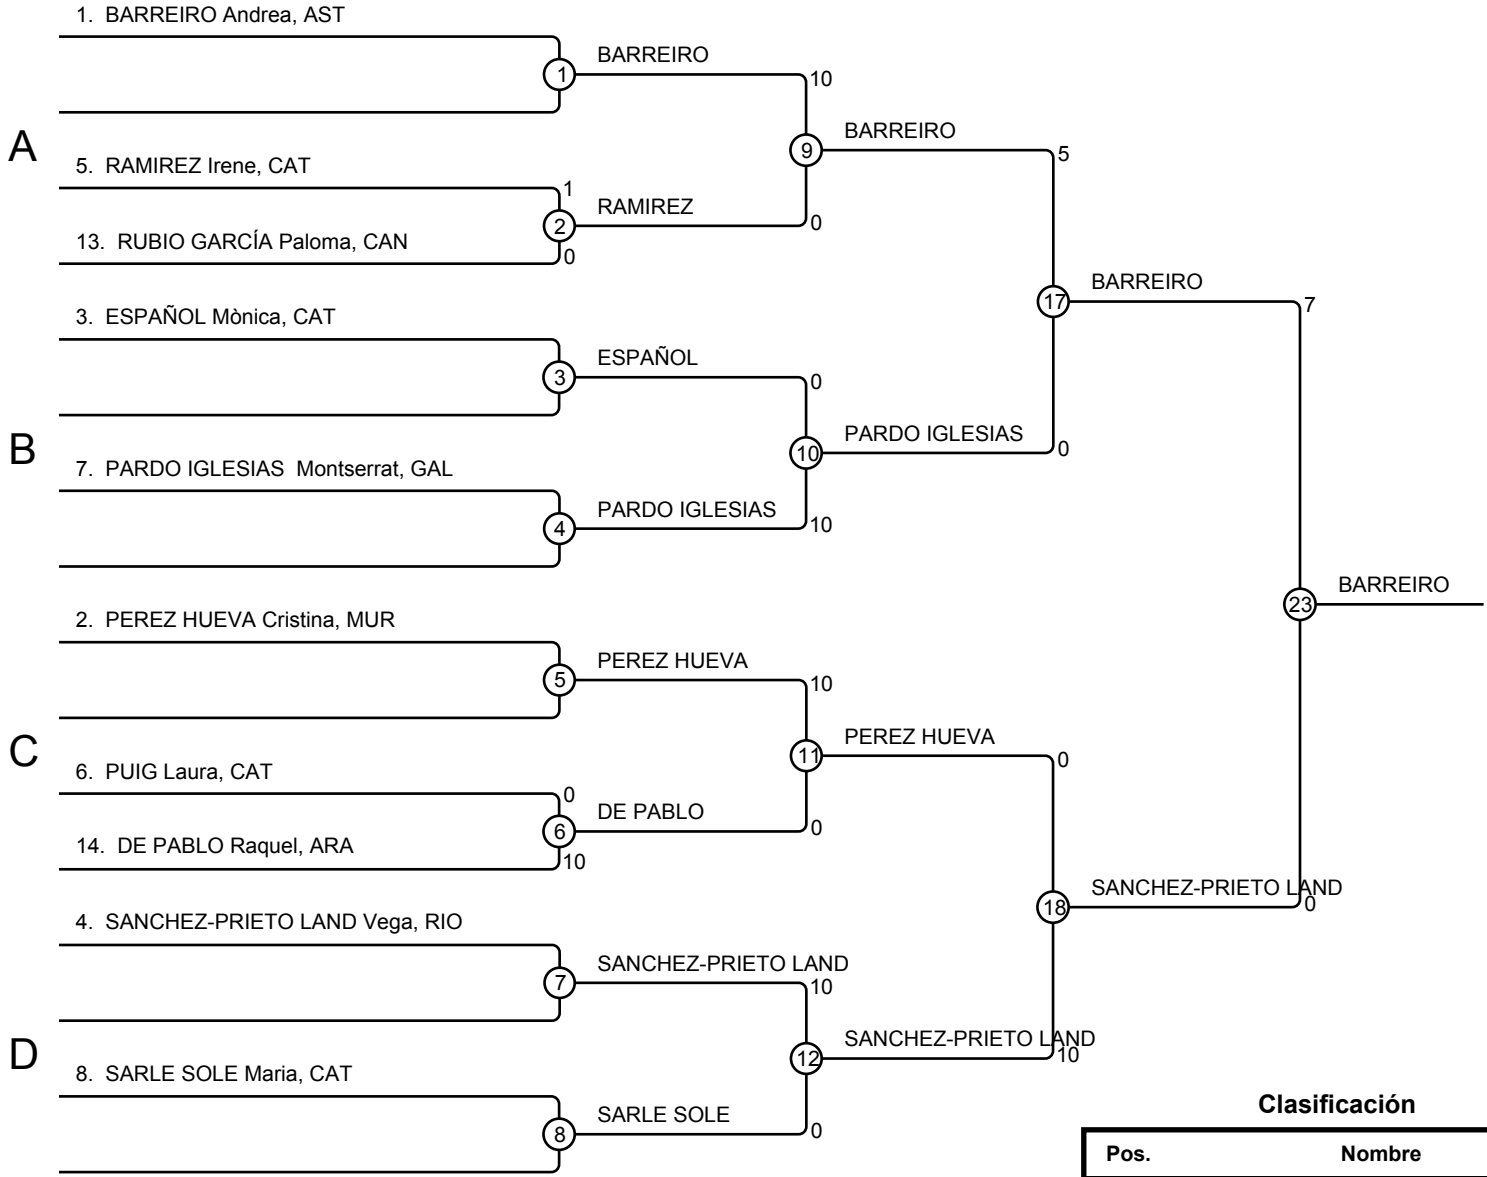 1. BARREIRO Andrea, AST
BARREIRO
1
10
A
BARREIRO
9
5
5. RAMIREZ Irene, CAT
1
RAMIREZ
2
0
13. RUBIO GARCÍA Paloma, CAN
0
BARREIRO
17
7
3. ESPAÑOL Mònica, CAT
ESPAÑOL
3
0
B
PARDO IGLESIAS
10
0
7. PARDO IGLESIAS Montserrat, GAL
PARDO IGLESIAS
4
10
BARREIRO
23
2. PEREZ HUEVA Cristina, MUR
PEREZ HUEVA
5
10
C
PEREZ HUEVA
11
0
6. PUIG Laura, CAT
0
DE PABLO
6
0
14. DE PABLO Raquel, ARA
10
SANCHEZ-PRIETO LAND
18
0
4. SANCHEZ-PRIETO LAND Vega, RIO
SANCHEZ-PRIETO LAND
7
10
D
SANCHEZ-PRIETO LAND
12
10
8. SARLE SOLE Maria, CAT
SARLE SOLE
8
0
Clasificación
Pos. Nombre